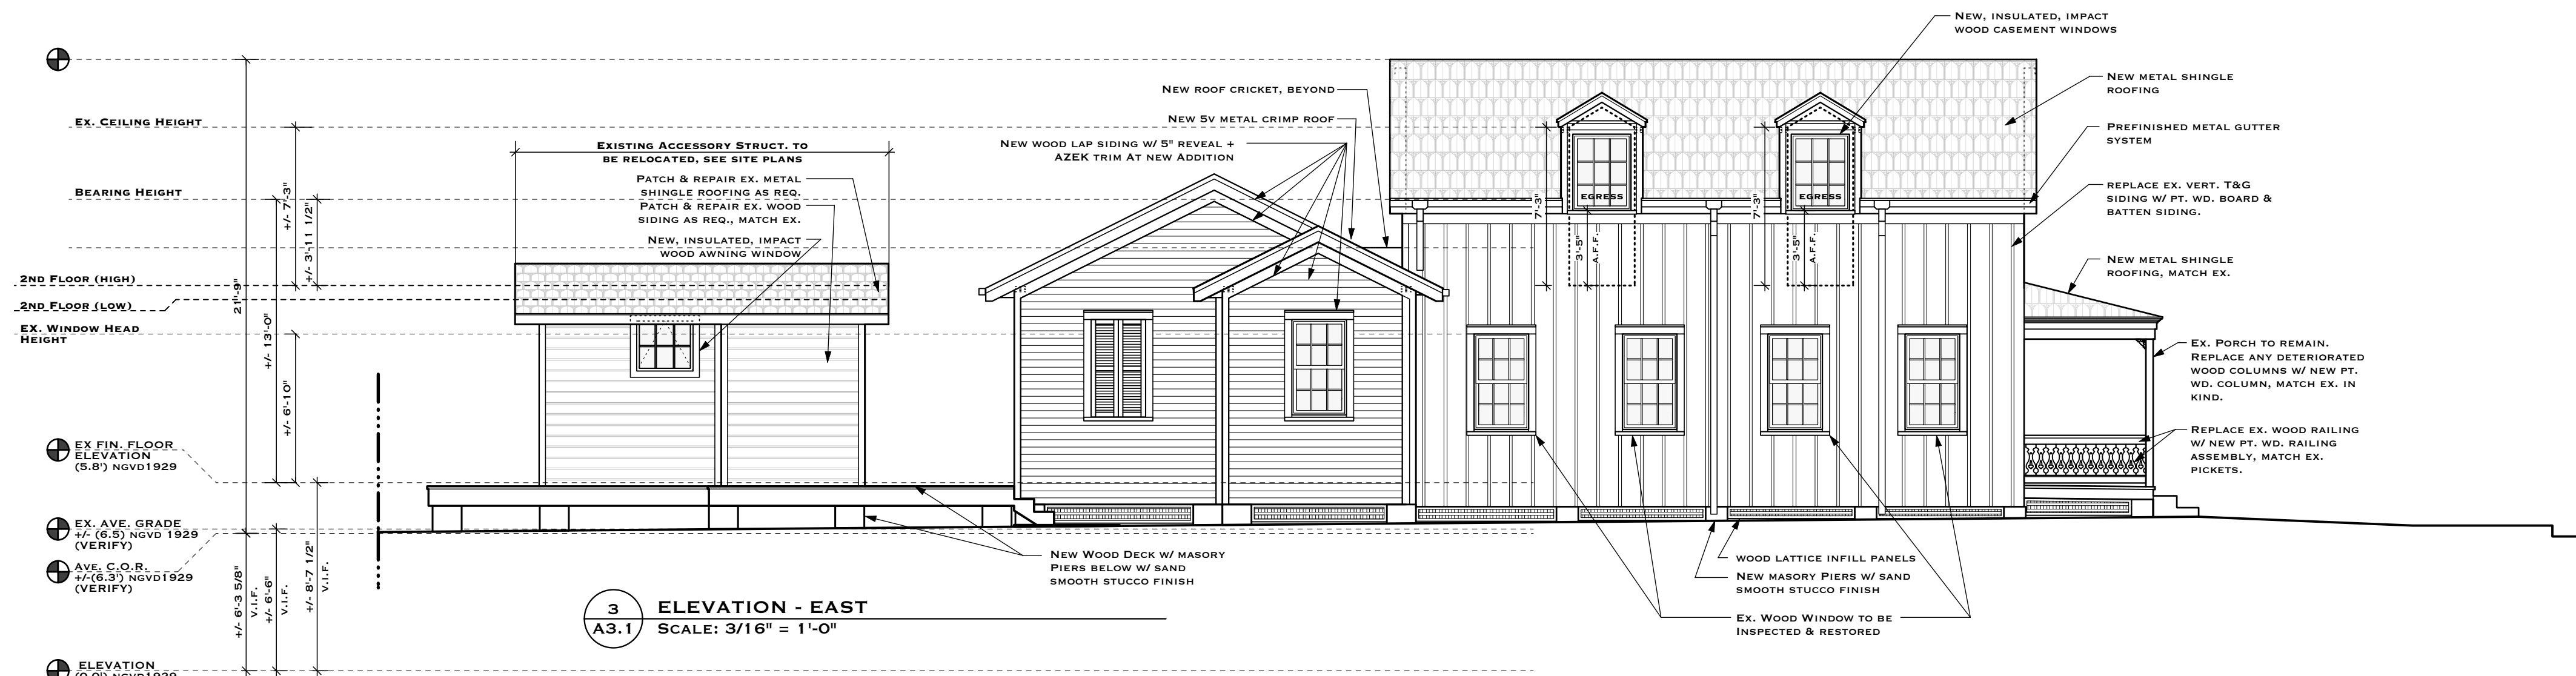 New, insulated, impact
wood casement windows
New metal shingle
roofing
Prefinished metal gutter
system
replace ex. vert. T&G
siding w/ pt. wd. board &
batten siding.
New metal shingle
roofing, match ex.
Ex. Porch to remain.
Replace any deteriorated
wood columns w/ new pt.
wd. column, match ex. in
kind.
Replace ex. wood railing
w/ new pt. wd. railing
assembly, match ex.
pickets.
New roof cricket, beyond
New 5v metal crimp roof
New wood lap siding w/ 5" reveal +
AZEK trim At new Addition
Existing Accessory Struct. to
be relocated, see site plans
Patch & repair ex. metal
shingle roofing as req.
Patch & repair ex. wood
siding as req., match ex.
New, insulated, impact
wood awning window
Ex. Ceiling Height
Bearing Height
2nd Floor (high)
2nd Floor (low)
Ex. Window Head
Height
Ex Fin. Floor
Elevation
(5.8') NGVD1929
Ex. Ave. Grade
+/- (6.5) NGVD 1929
(Verify)
Ave. C.O.R.
+/-(6.3') NGVD1929
(Verify)
Elevation
(0.0') NGVD1929
21'-9"
+/- 7'-3"
+/- 3'-11 1/2"
+/- 13'-0"
+/- 6'-10"
+/- 6'-3 5/8"
V.I.F.
+/- 6'-6"
V.I.F.
+/- 8'-7 1/2"
V.I.F.
7'-3"
Egress
3'-5"
A.F.F.
7'-3"
Egress
3'-5"
A.F.F.
New Wood Deck w/ masory
Piers below w/ sand
smooth stucco finish
wood lattice infill panels
New masory Piers w/ sand
smooth stucco finish
Ex. Wood Window to be
Inspected & restored
3
A3.1
ELEVATION - EAST
Scale: 3/16" = 1'-0"